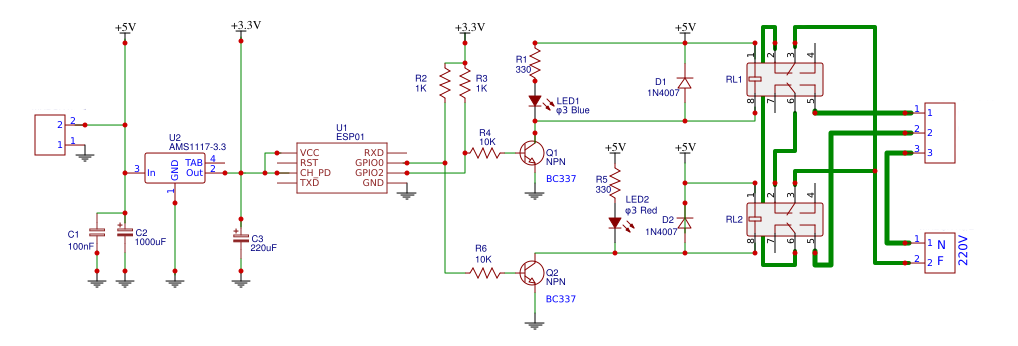 +5V
+3.3V
+3.3V
+5V
2 2
1 1
U2
AMS1117-3.3
3 In
GND
1
TAB 4
Out 2
C1
100nF
C2
1000uF
C3
220uF
U1
ESP01
VCC
RST
CH_PD
TXD
RXD
GPIO0
GPIO2
GND
R2
1K
R3
1K
R4
10K
R6
10K
R1
330
LED1
φ3 Blue
Q1
NPN
BC337
D1
1N4007
+5V
R5
330
LED2
φ3 Red
D2
1N4007
Q2
NPN
BC337
RL1
1 2 3 4
8 7 6 5
RL2
1 2 3 4
8 7 6 5
1 1
2 2
3 3
1 N
2 F
220V